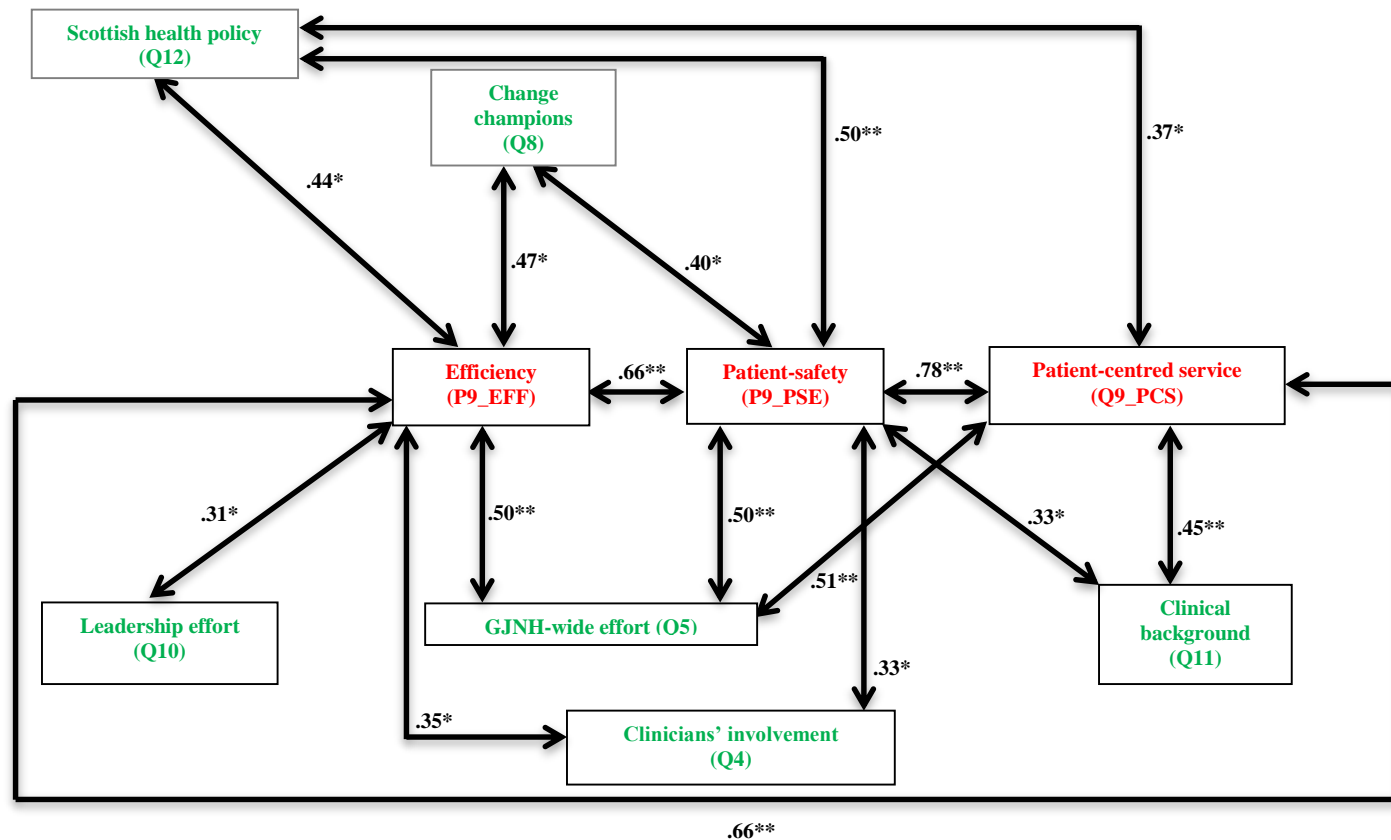 Scottish health policy
(Q12)
Change
champions
(Q8)
.50**
.37*
.44*
.47*
.40*
Efficiency
(P9_EFF)
.66**
Patient-safety
(P9_PSE)
.78**
Patient-centred service
(Q9_PCS)
.31*
.50**
.50**
.51**
.33*
.45**
Leadership effort
(Q10)
GJNH-wide effort (Q5)
Clinical
background
(Q11)
.33*
.35*
Clinicians’ involvement
(Q4)
.66**